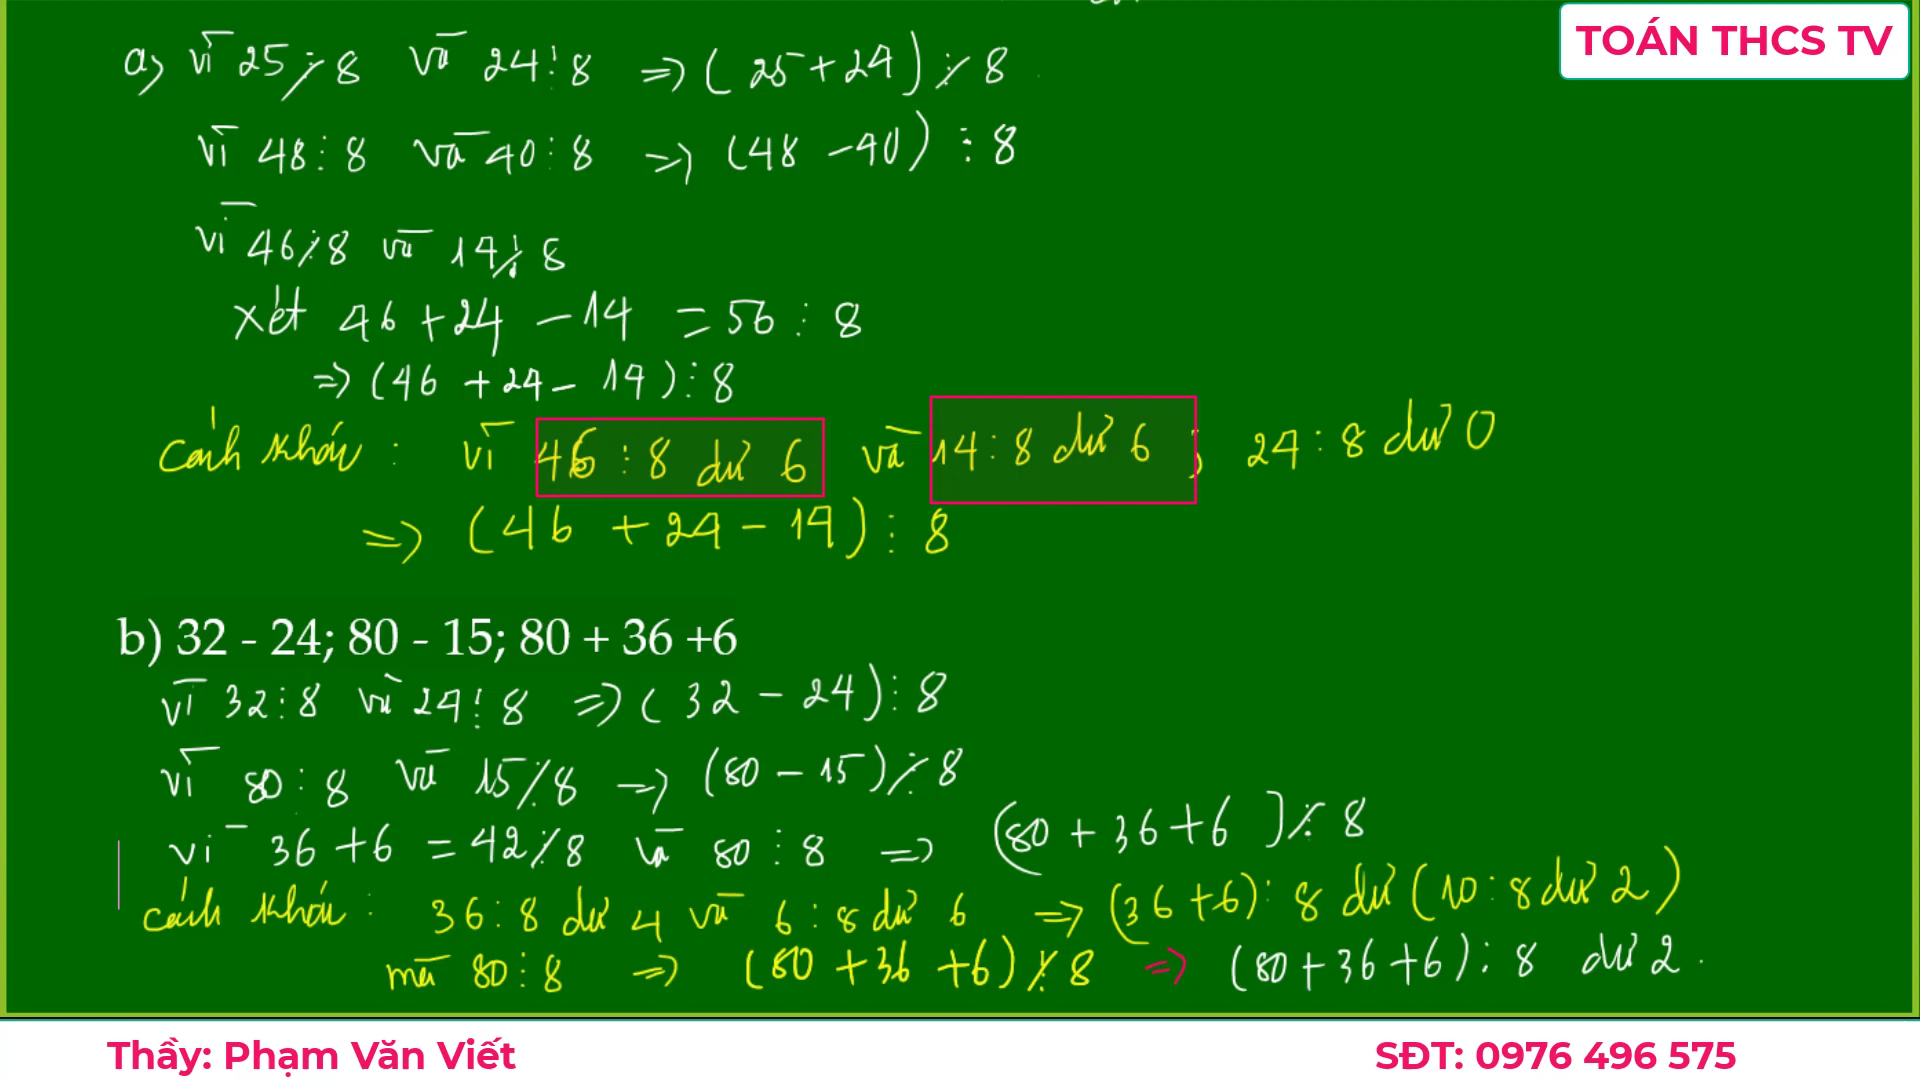 TOÁN THCS TV
a) Vì 25 ⋮̸ 8 và 24 ⋮ 8 => (25 + 24) ⋮̸ 8
Vì 48 ⋮ 8 và 40 ⋮ 8 => (48 - 40) ⋮ 8
Vì 46 ⋮̸ 8 và 14 ⋮̸ 8
Xét 46 + 24 - 14 = 56 ⋮ 8
=> (46 + 24 - 14) ⋮ 8
Cách khác : Vì 46 : 8 dư 6 và 14 : 8 dư 6 ; 24 : 8 dư 0
=> (46 + 24 - 14) ⋮ 8
b) 32 - 24; 80 - 15; 80 + 36 +6
Vì 32 ⋮ 8 và 24 ⋮ 8 => (32 - 24) ⋮ 8
Vì 80 ⋮ 8 và 15 ⋮̸ 8 => (80 - 15) ⋮̸ 8
Vì 36 + 6 = 42 ⋮̸ 8 và 80 ⋮ 8 => (80 + 36 + 6) ⋮̸ 8
Cách khác : 36 : 8 dư 4 và 6 : 8 dư 6 => (36 + 6) : 8 dư (10 : 8 dư 2)
mà 80 ⋮ 8 => (80 + 36 + 6) ⋮̸ 8 => (80 + 36 + 6) : 8 dư 2.
Thầy: Phạm Văn Viết
SĐT: 0976 496 575